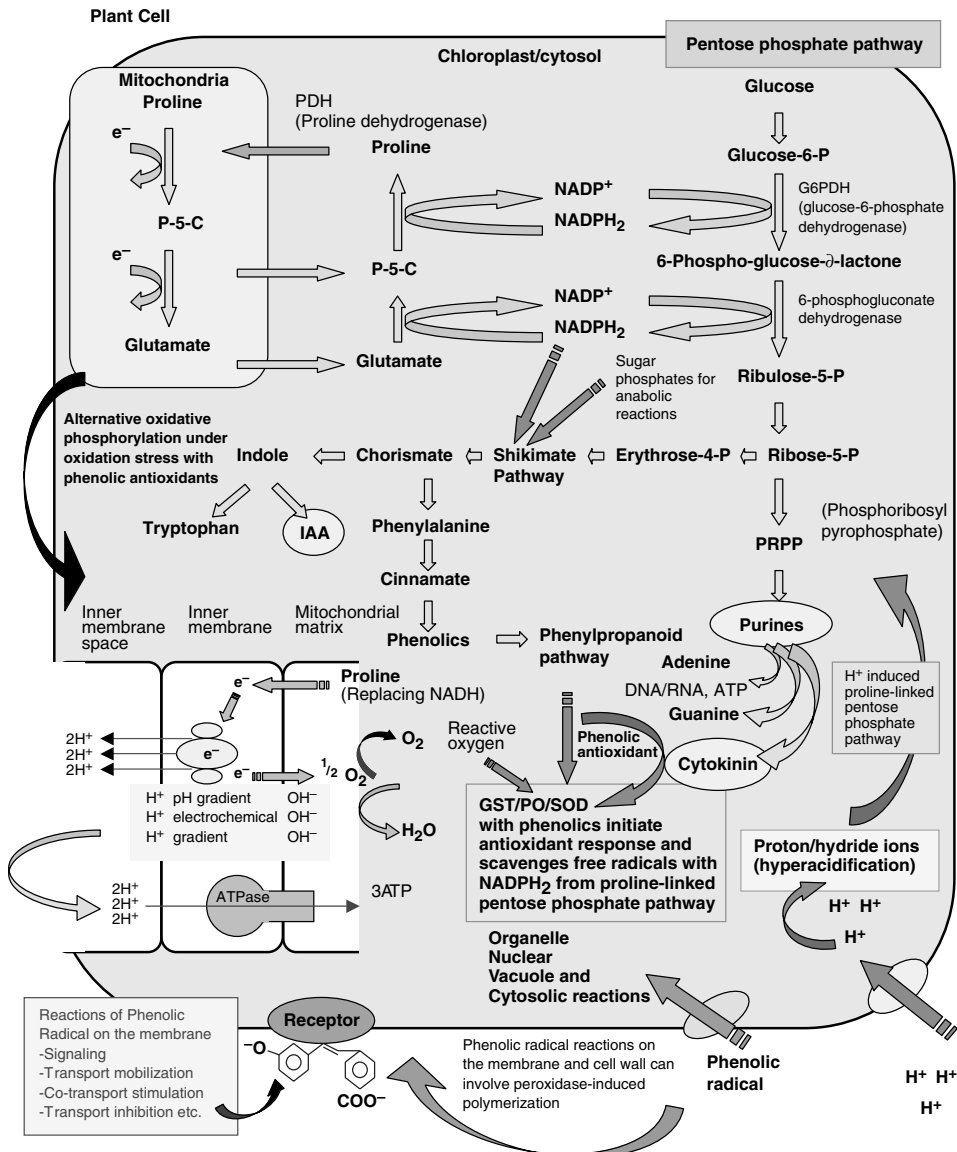 Plant Cell
Pentose phosphate pathway
Chloroplast/cytosol
Mitochondria
Proline
e⁻
P-5-C
e⁻
Glutamate
PDH
(Proline dehydrogenase)
Proline
P-5-C
Glutamate
NADP⁺
NADPH₂
NADP⁺
NADPH₂
Glucose
Glucose-6-P
G6PDH
(glucose-6-phosphate
dehydrogenase)
6-Phospho-glucose-∂-lactone
6-phosphogluconate
dehydrogenase
Ribulose-5-P
Sugar
phosphates for
anabolic
reactions
Alternative oxidative
phosphorylation under
oxidation stress with
phenolic antioxidants
Indole
Chorismate
Shikimate
Pathway
Erythrose-4-P
Ribose-5-P
Tryptophan
IAA
Phenylalanine
Cinnamate
Phenolics
Phenylpropanoid
pathway
PRPP
(Phosphoribosyl
pyrophosphate)
Purines
Adenine
DNA/RNA, ATP
Guanine
Cytokinin
H⁺ induced
proline-linked
pentose
phosphate
pathway
Inner
membrane
space
Inner
membrane
Mitochondrial
matrix
Proline
(Replacing NADH)
e⁻
2H⁺
2H⁺
2H⁺
e⁻
e⁻
1/2 O₂
O₂
H₂O
H⁺ pH gradient OH⁻
H⁺ electrochemical OH⁻
H⁺ gradient OH⁻
2H⁺
2H⁺
2H⁺
ATPase
3ATP
Reactive
oxygen
Phenolic
antioxidant
GST/PO/SOD
with phenolics initiate
antioxidant response and
scavenges free radicals with
NADPH₂ from proline-linked
pentose phosphate pathway
Proton/hydride ions
(hyperacidification)
H⁺ H⁺
H⁺
Organelle
Nuclear
Vacuole and
Cytosolic reactions
Reactions of Phenolic
Radical on the membrane
-Signaling
-Transport mobilization
-Co-transport stimulation
-Transport inhibition etc.
Receptor
⁻O
COO⁻
Phenolic radical reactions on
the membrane and cell wall can
involve peroxidase-induced
polymerization
Phenolic
radical
H⁺ H⁺
H⁺